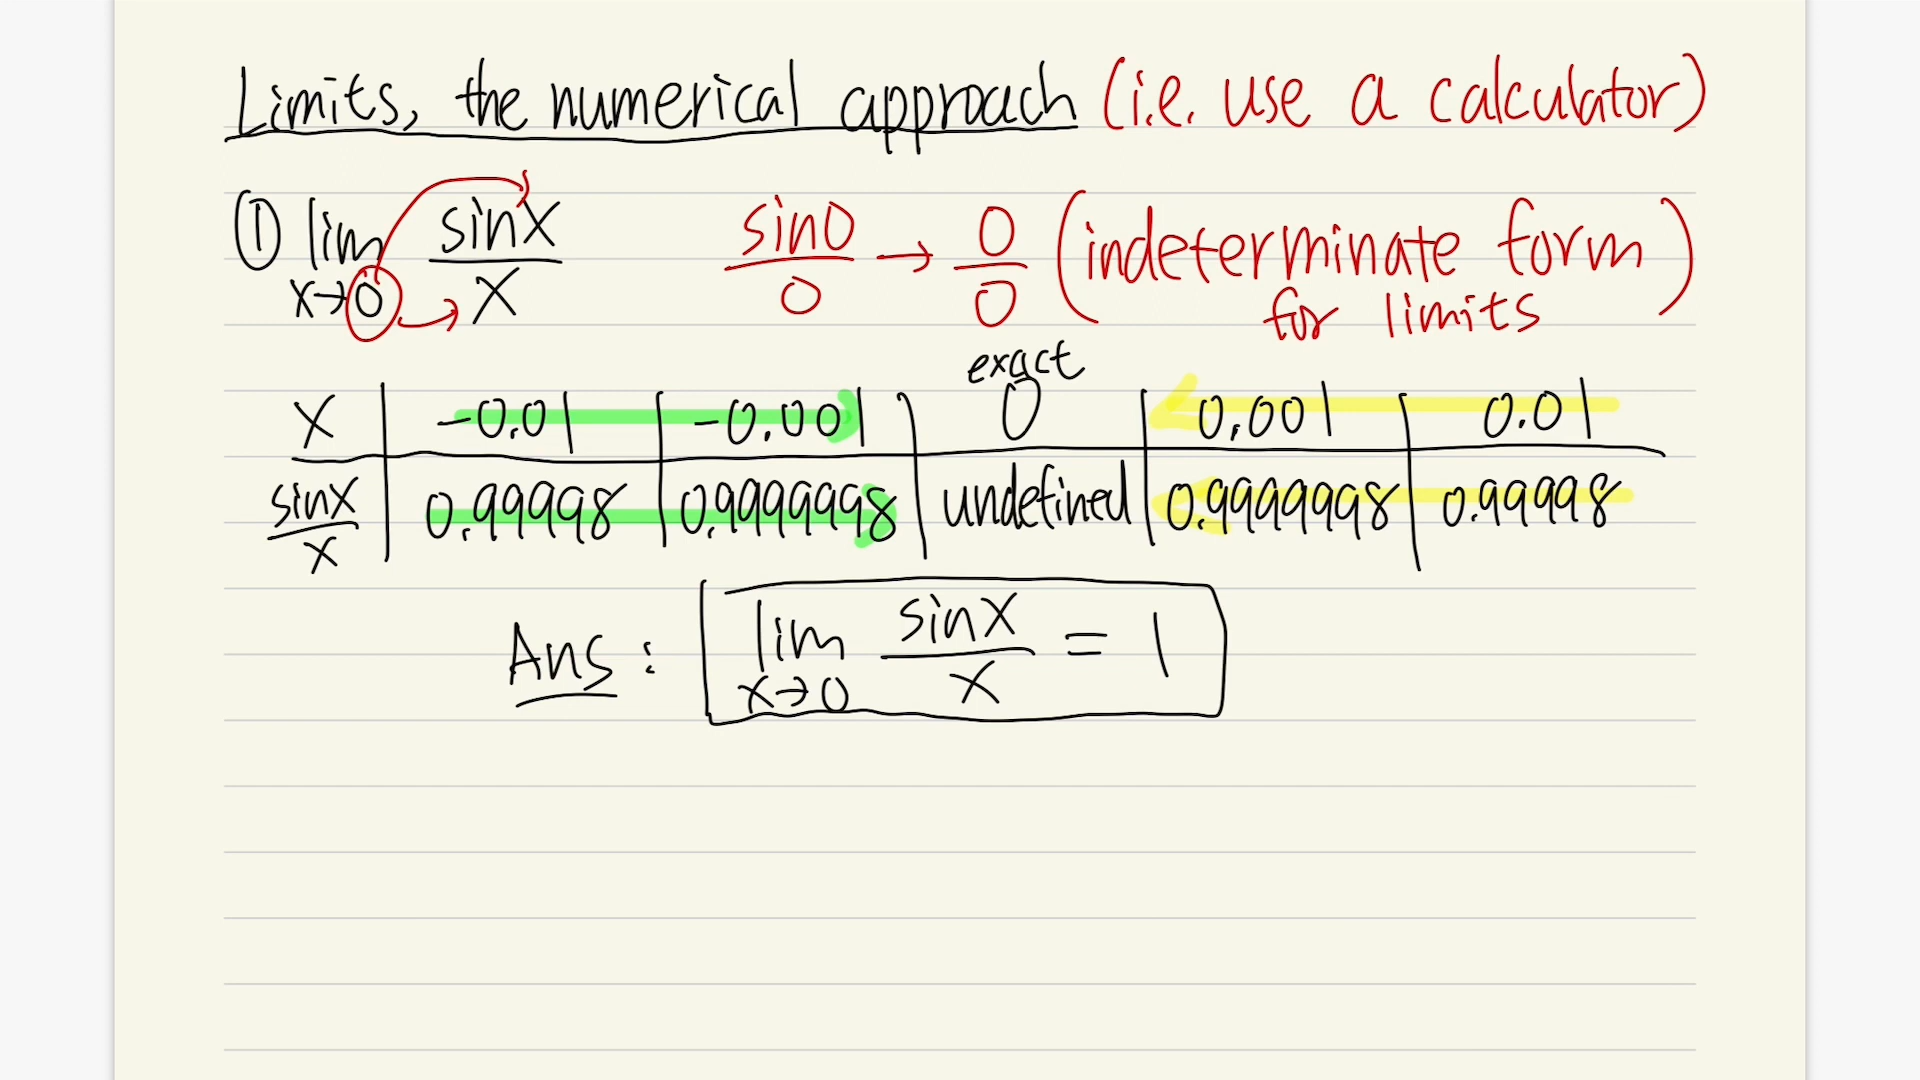 Limits, the numerical approach (i.e. use a calculator)
① lim x→0 sinx/x sin0/0 → 0/0 (indeterminate form for limits)
exact
x | -0.01 | -0.001 | 0 | 0.001 | 0.01
sinx/x | 0.99998 | 0.9999998 | undefined | 0.9999998 | 0.99998
Ans: lim x→0 sinx/x = 1